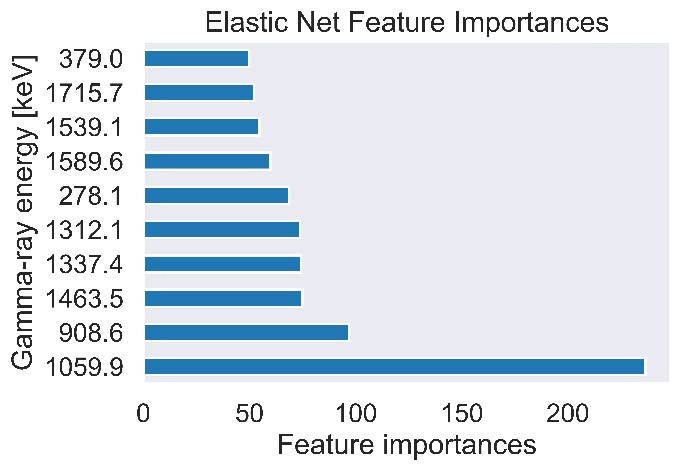 Elastic Net Feature Importances
Gamma-ray energy [keV]
379.0
1715.7
1539.1
1589.6
278.1
1312.1
1337.4
1463.5
908.6
1059.9
0 50 100 150 200
Feature importances